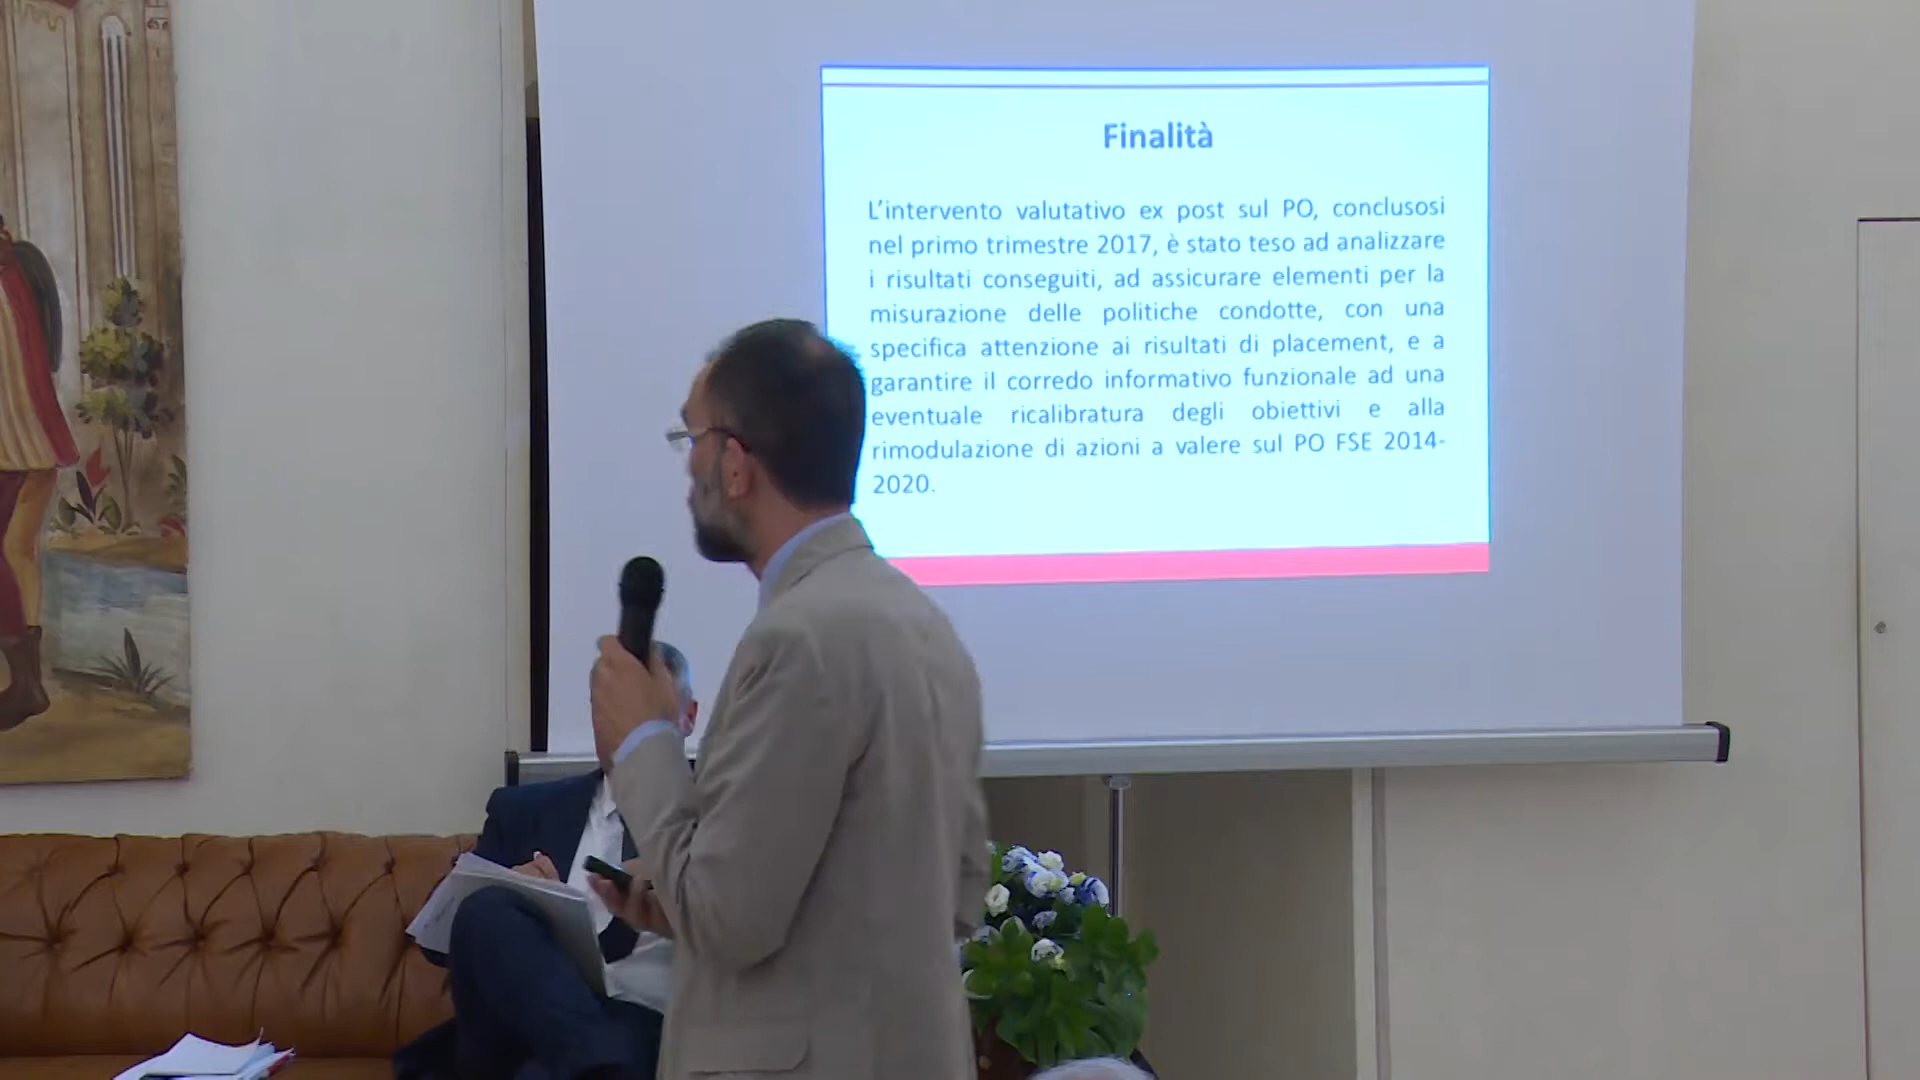 Finalità
L'intervento valutativo ex post sul PO, conclusosi
nel primo trimestre 2017, è stato teso ad analizzare
i risultati conseguiti, ad assicurare elementi per la
misurazione delle politiche condotte, con una
specifica attenzione ai risultati di placement, e a
garantire il corredo informativo funzionale ad una
eventuale ricalibratura degli obiettivi e alla
rimodulazione di azioni a valere sul PO FSE 2014-
2020.